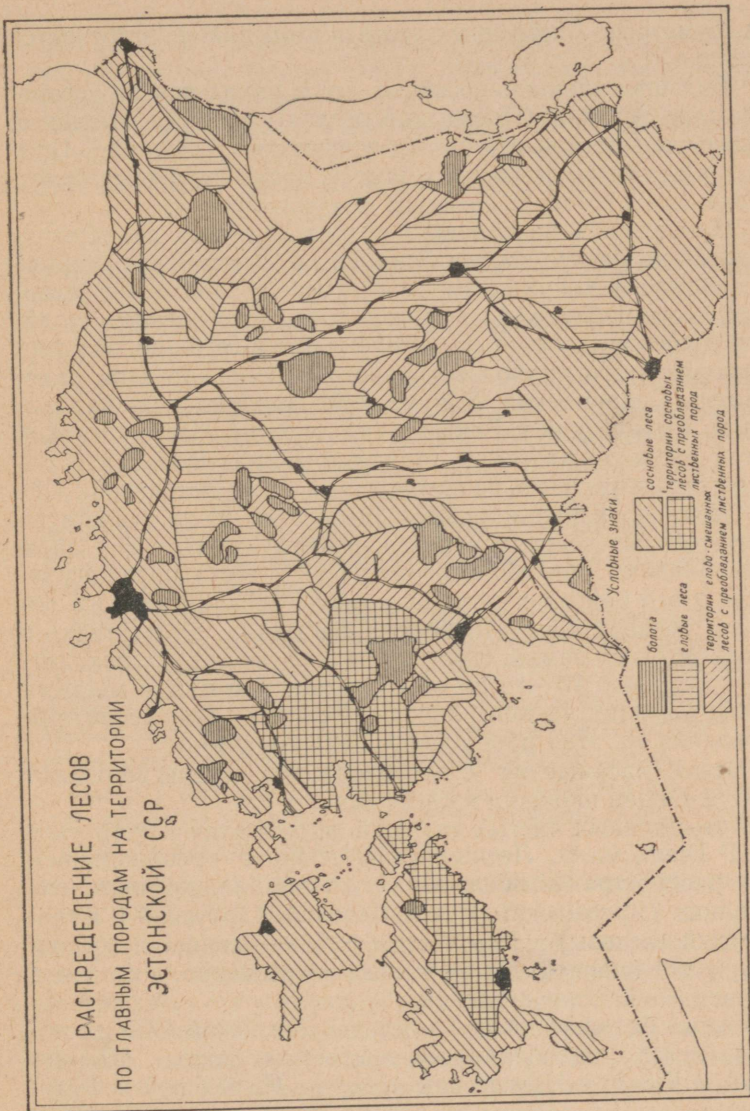 РАСПРЕДЕЛЕНИЕ ЛЕСОВ
ПО ГЛАВНЫМ ПОРОДАМ НА ТЕРРИТОРИИ
ЭСТОНСКОЙ ССР
Условные знаки
болота
еловые леса
территории елово-смешанных
лесов с преобладанием лиственных пород
сосновые леса
территории сосновых
лесов с преобладанием
лиственных пород